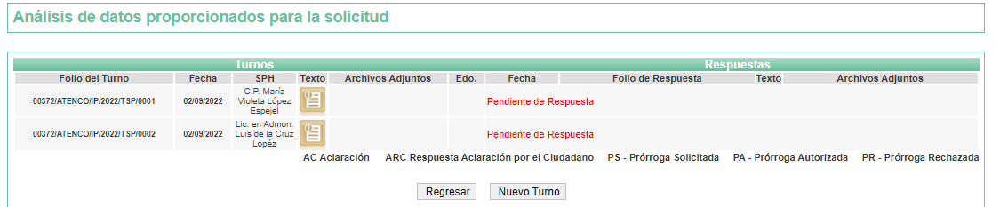 Análisis de datos proporcionados para la solicitud
Turnos Respuestas
Folio del Turno Fecha SPH Texto Archivos Adjuntos Edo. Fecha Folio de Respuesta Texto Archivos Adjuntos
00372/ATENCO/IP/2022/TSP/0001 02/09/2022 C.P. María
Violeta López
Espejel
Pendiente de Respuesta
00372/ATENCO/IP/2022/TSP/0002 02/09/2022 Lic. en Admon.
Luis de la Cruz
Lopéz
Pendiente de Respuesta
AC Aclaración ARC Respuesta Aclaración por el Ciudadano PS - Prórroga Solicitada PA - Prórroga Autorizada PR - Prórroga Rechazada
Regresar Nuevo Turno